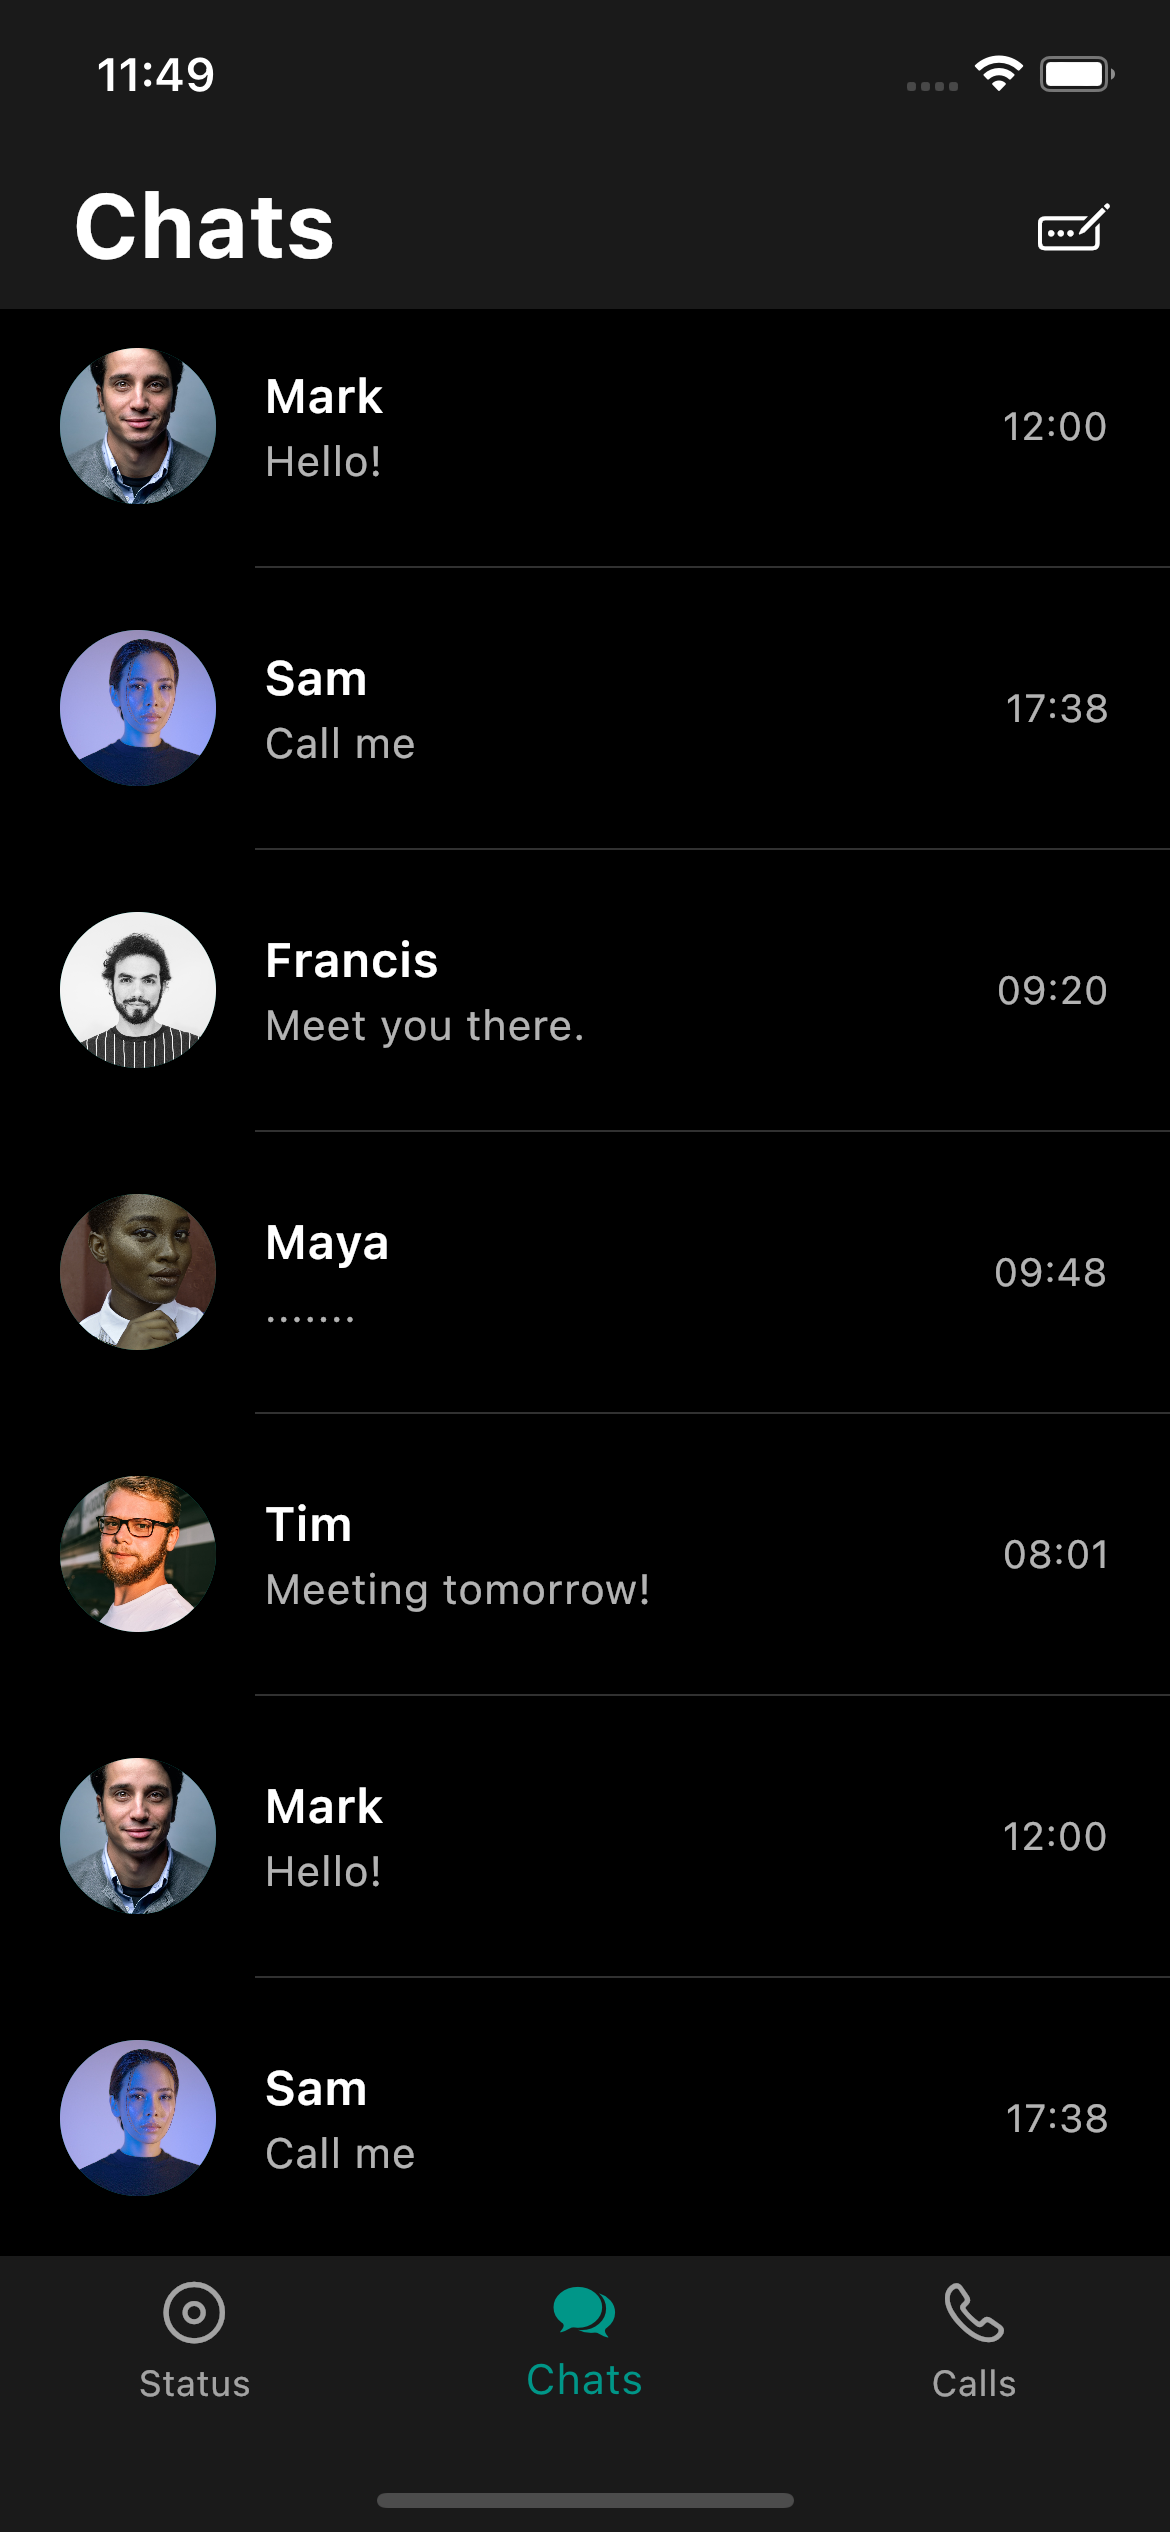 11:49
Chats
Mark
Hello!
12:00
Sam
Call me
17:38
Francis
Meet you there.
09:20
Maya
.......
09:48
Tim
Meeting tomorrow!
08:01
Mark
Hello!
12:00
Sam
Call me
17:38
Status
Chats
Calls